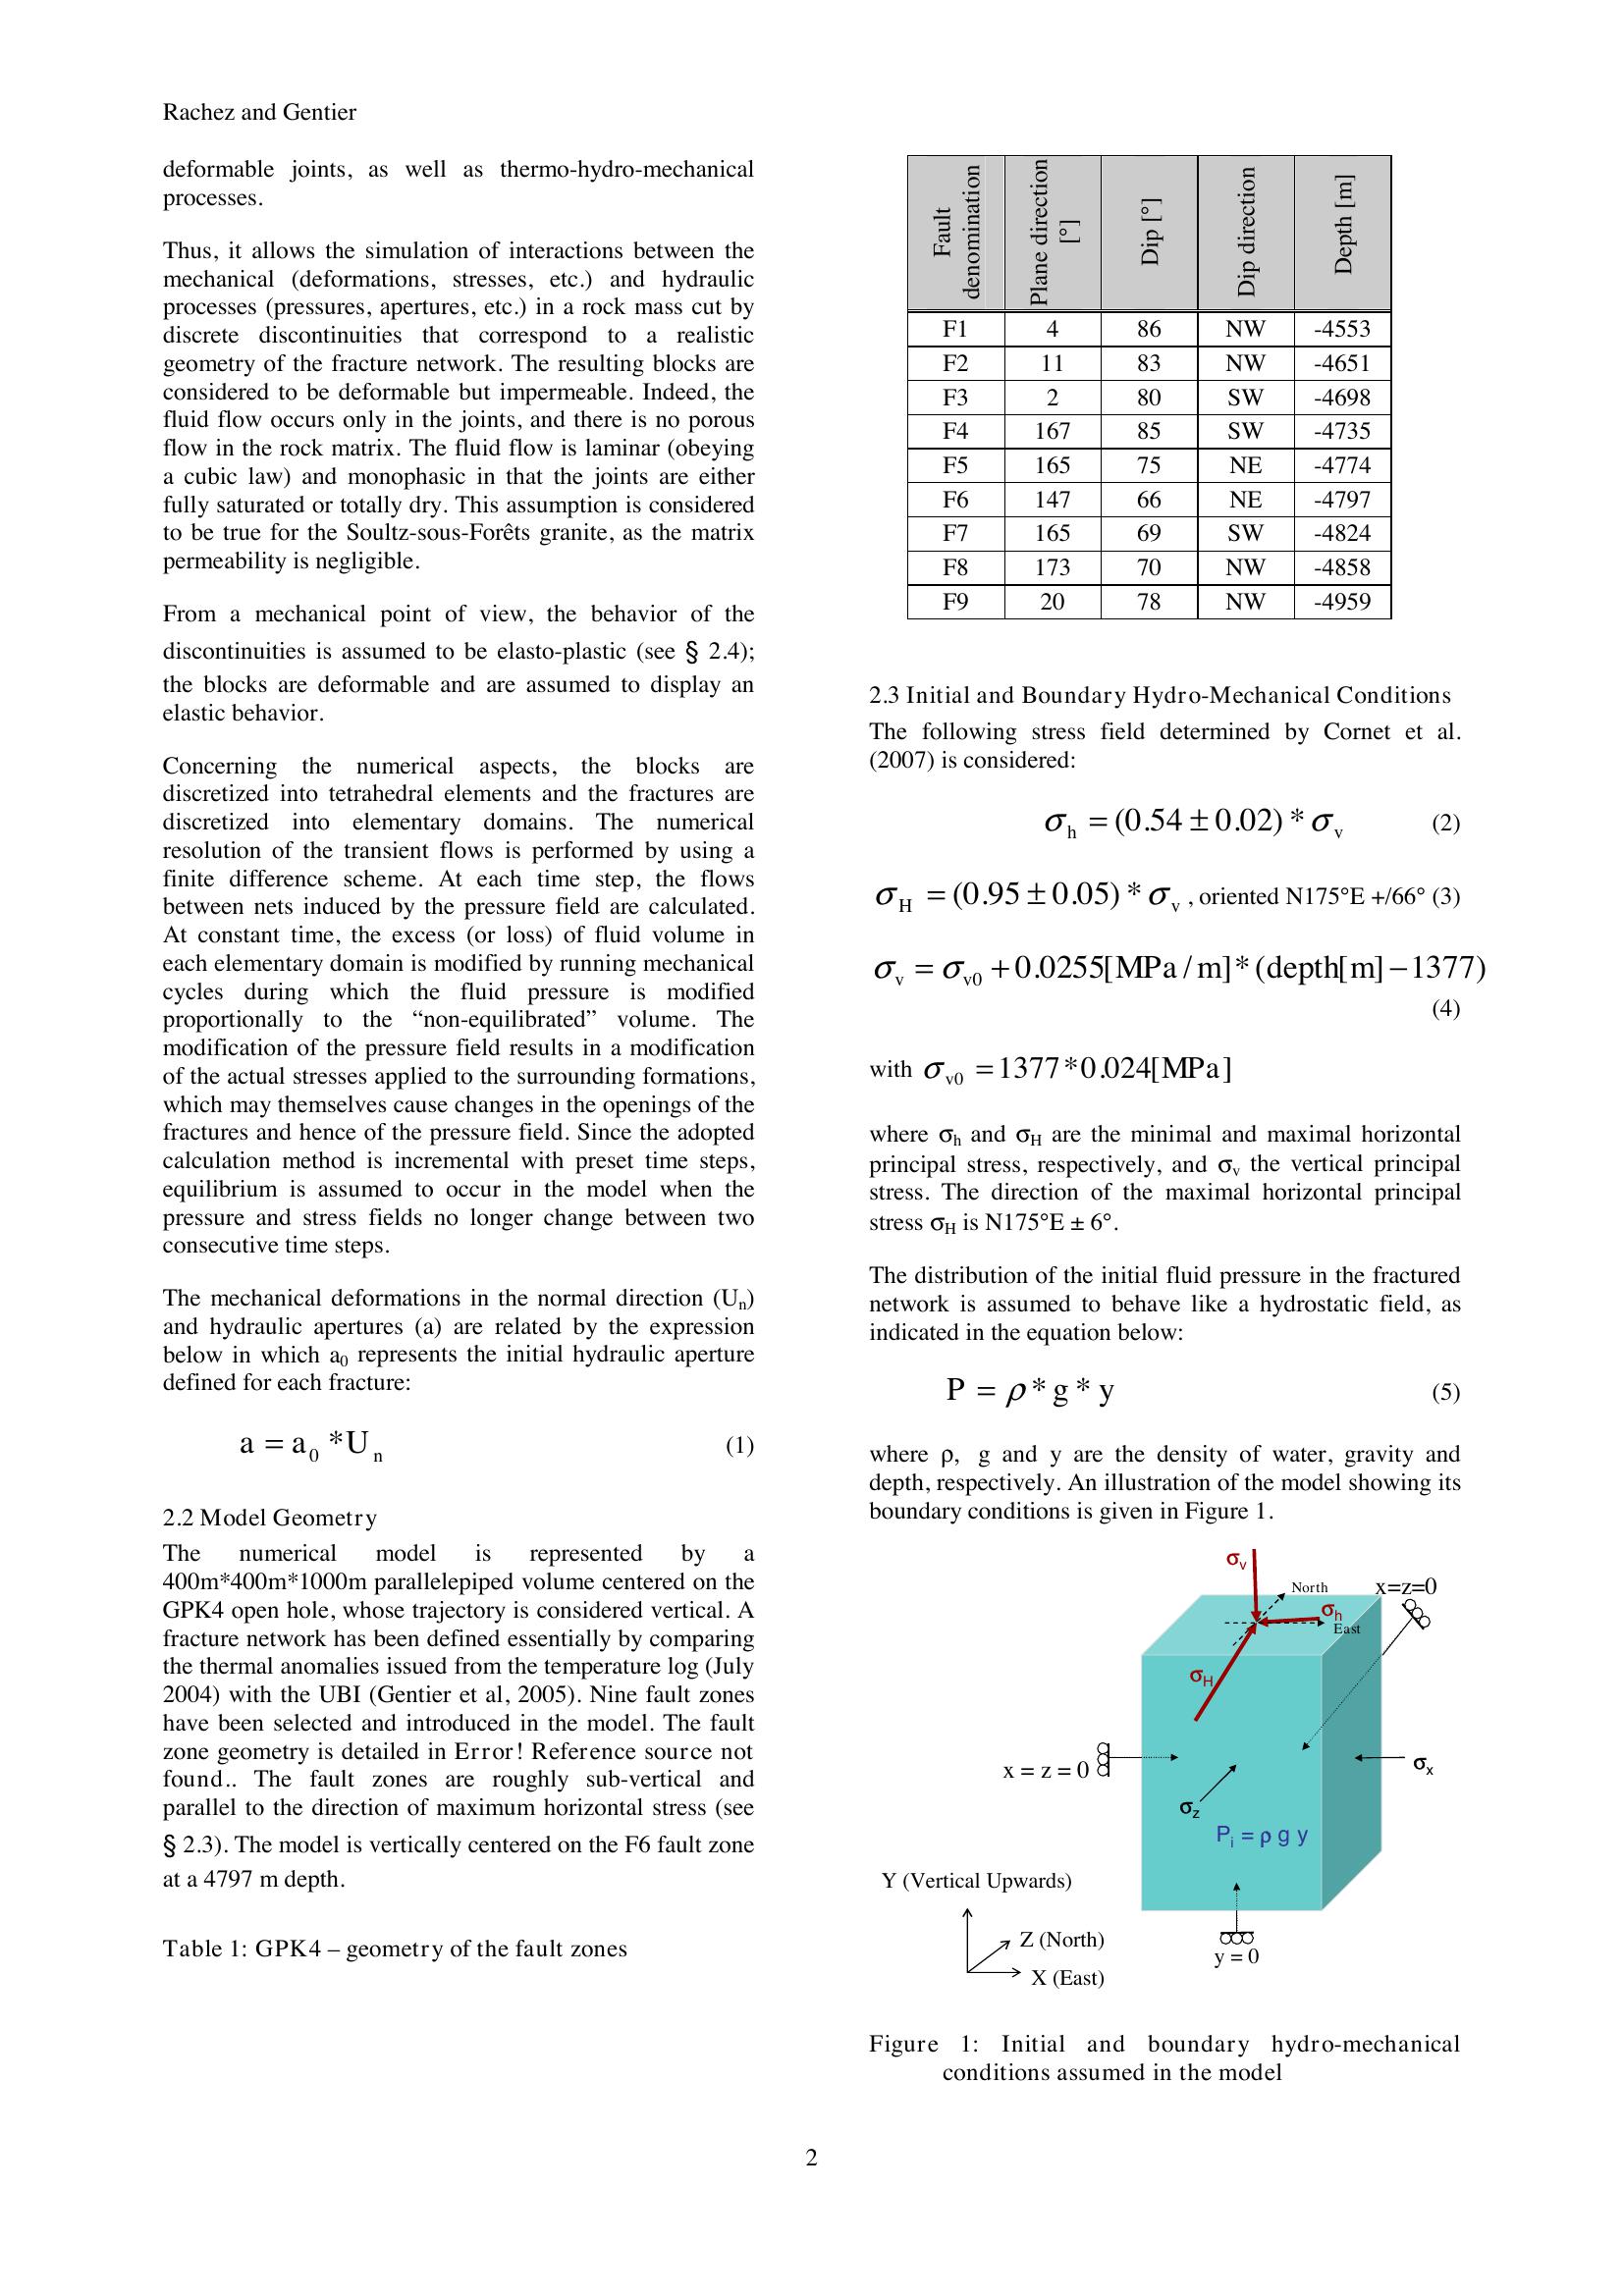 Rachez and Gentier
deformable joints, as well as thermo-hydro-mechanical
processes.
Thus, it allows the simulation of interactions between the
mechanical (deformations, stresses, etc.) and hydraulic
processes (pressures, apertures, etc.) in a rock mass cut by
discrete discontinuities that correspond to a realistic
geometry of the fracture network. The resulting blocks are
considered to be deformable but impermeable. Indeed, the
fluid flow occurs only in the joints, and there is no porous
flow in the rock matrix. The fluid flow is laminar (obeying
a cubic law) and monophasic in that the joints are either
fully saturated or totally dry. This assumption is considered
to be true for the Soultz-sous-Forêts granite, as the matrix
permeability is negligible.
From a mechanical point of view, the behavior of the
discontinuities is assumed to be elasto-plastic (see § 2.4);
the blocks are deformable and are assumed to display an
elastic behavior.
Concerning the numerical aspects, the blocks are
discretized into tetrahedral elements and the fractures are
discretized into elementary domains. The numerical
resolution of the transient flows is performed by using a
finite difference scheme. At each time step, the flows
between nets induced by the pressure field are calculated.
At constant time, the excess (or loss) of fluid volume in
each elementary domain is modified by running mechanical
cycles during which the fluid pressure is modified
proportionally to the “non-equilibrated” volume. The
modification of the pressure field results in a modification
of the actual stresses applied to the surrounding formations,
which may themselves cause changes in the openings of the
fractures and hence of the pressure field. Since the adopted
calculation method is incremental with preset time steps,
equilibrium is assumed to occur in the model when the
pressure and stress fields no longer change between two
consecutive time steps.
The mechanical deformations in the normal direction (Un)
and hydraulic apertures (a) are related by the expression
below in which a0 represents the initial hydraulic aperture
defined for each fracture:
a = a0 *Un (1)
2.2 Model Geometry
The numerical model is represented by a
400m*400m*1000m parallelepiped volume centered on the
GPK4 open hole, whose trajectory is considered vertical. A
fracture network has been defined essentially by comparing
the thermal anomalies issued from the temperature log (July
2004) with the UBI (Gentier et al, 2005). Nine fault zones
have been selected and introduced in the model. The fault
zone geometry is detailed in Error! Reference source not
found.. The fault zones are roughly sub-vertical and
parallel to the direction of maximum horizontal stress (see
§ 2.3). The model is vertically centered on the F6 fault zone
at a 4797 m depth.
Table 1: GPK4 – geometry of the fault zones
Fault denomination Plane direction [°] Dip [°] Dip direction Depth [m]
F1 4 86 NW -4553
F2 11 83 NW -4651
F3 2 80 SW -4698
F4 167 85 SW -4735
F5 165 75 NE -4774
F6 147 66 NE -4797
F7 165 69 SW -4824
F8 173 70 NW -4858
F9 20 78 NW -4959
2.3 Initial and Boundary Hydro-Mechanical Conditions
The following stress field determined by Cornet et al.
(2007) is considered:
σh = (0.54 ± 0.02) * σv (2)
σH = (0.95 ± 0.05) * σv , oriented N175°E +/66° (3)
σv = σv0 + 0.0255[MPa / m]* (depth[m] − 1377)
(4)
with σv0 = 1377 * 0.024[MPa]
where σh and σH are the minimal and maximal horizontal
principal stress, respectively, and σv the vertical principal
stress. The direction of the maximal horizontal principal
stress σH is N175°E ± 6°.
The distribution of the initial fluid pressure in the fractured
network is assumed to behave like a hydrostatic field, as
indicated in the equation below:
P = ρ * g * y (5)
where ρ, g and y are the density of water, gravity and
depth, respectively. An illustration of the model showing its
boundary conditions is given in Figure 1.
σv
North
x=z=0
σh
East
σH
x = z = 0
σx
σz
Pi = ρ g y
Y (Vertical Upwards)
Z (North)
X (East)
y = 0
Figure 1: Initial and boundary hydro-mechanical
conditions assumed in the model
2